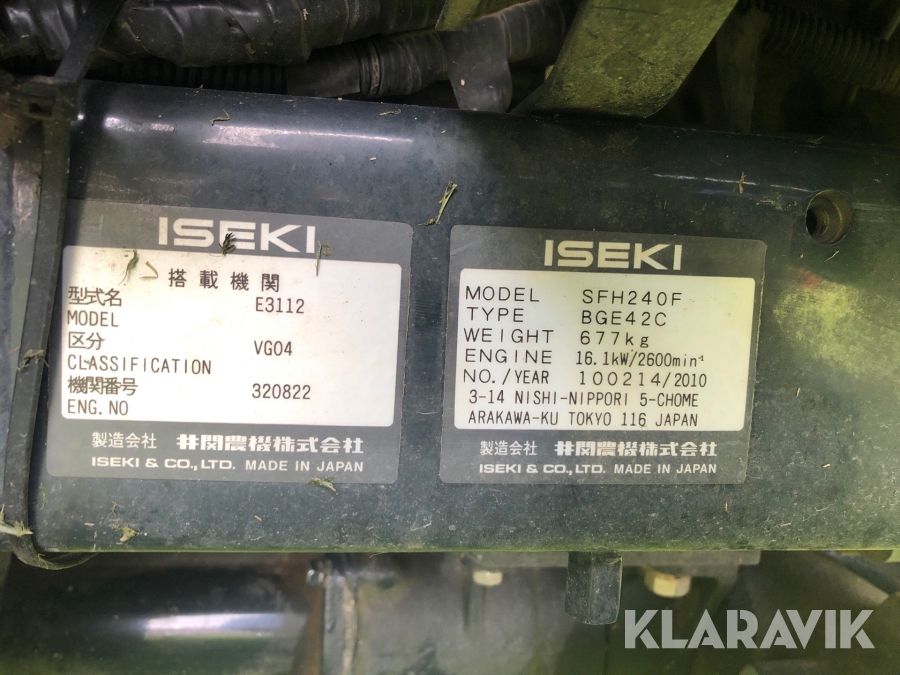 ISEKI
搭載機関
型式名 E3112
MODEL
区分 VG04
CLASSIFICATION
機関番号 320822
ENG. NO
製造会社 井関農機株式会社
ISEKI & CO., LTD. MADE IN JAPAN
ISEKI
MODEL SFH240F
TYPE BGE42C
WEIGHT 677kg
ENGINE 16.1kW/2600min-¹
NO./YEAR 100214/2010
3-14 NISHI-NIPPORI 5-CHOME
ARAKAWA-KU TOKYO 116 JAPAN
製造会社 井関農機株式会社
ISEKI & CO., LTD. MADE IN JAPAN
KLARAVIK